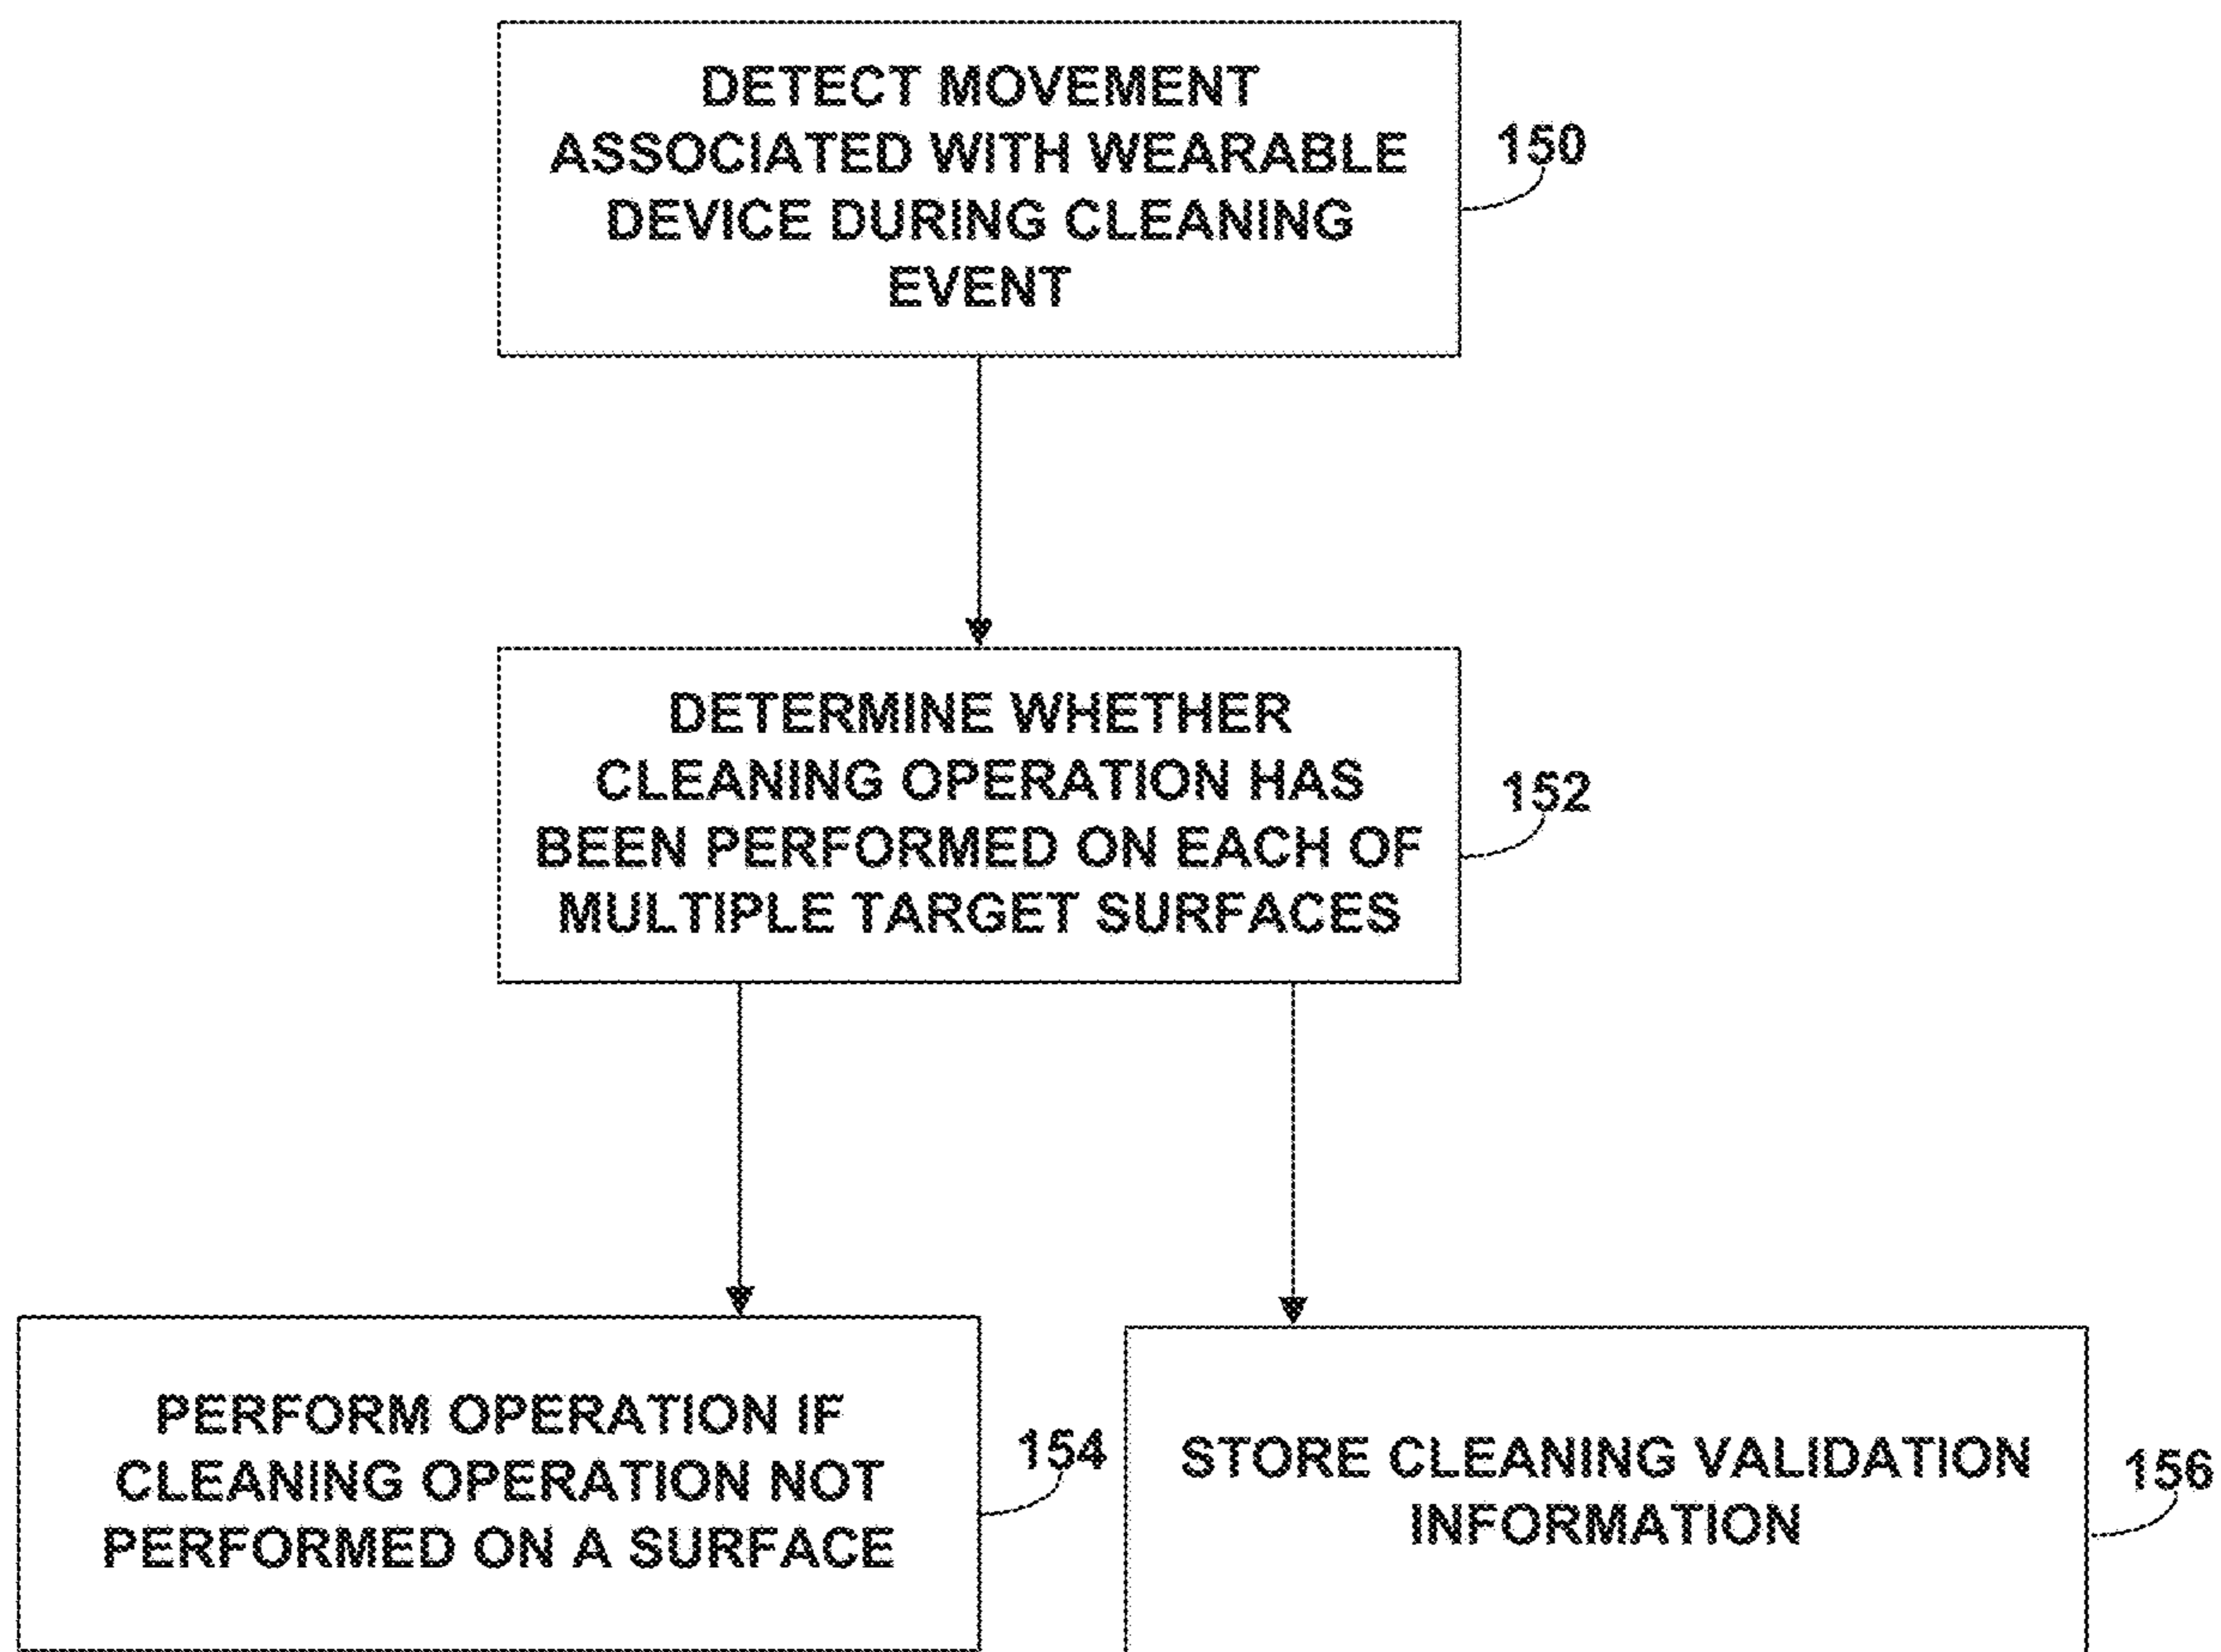 DETECT MOVEMENT
ASSOCIATED WITH WEARABLE
DEVICE DURING CLEANING
EVENT
150
DETERMINE WHETHER
CLEANING OPERATION HAS
BEEN PERFORMED ON EACH OF
MULTIPLE TARGET SURFACES
152
PERFORM OPERATION IF
CLEANING OPERATION NOT
PERFORMED ON A SURFACE
154
STORE CLEANING VALIDATION
INFORMATION
156